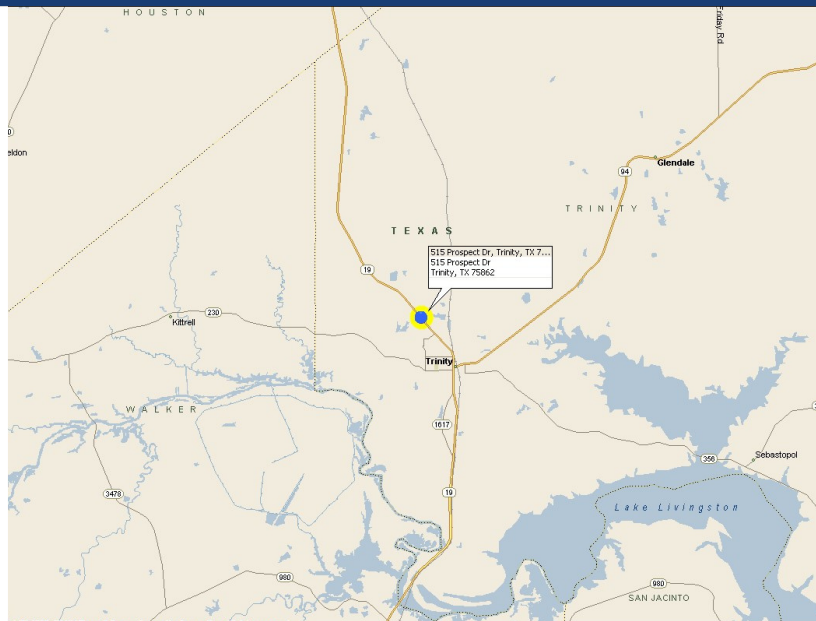 HOUSTON
Friday Rd
eldon
Glendale
94
TRINITY
TEXAS
515 Prospect Dr, Trinity, TX 7...
515 Prospect Dr
Trinity, TX 75862
19
230
Kittrell
Trinity
WALKER
1617
356
Sebastopol
3478
19
Lake Livingston
980
980
SAN JACINTO